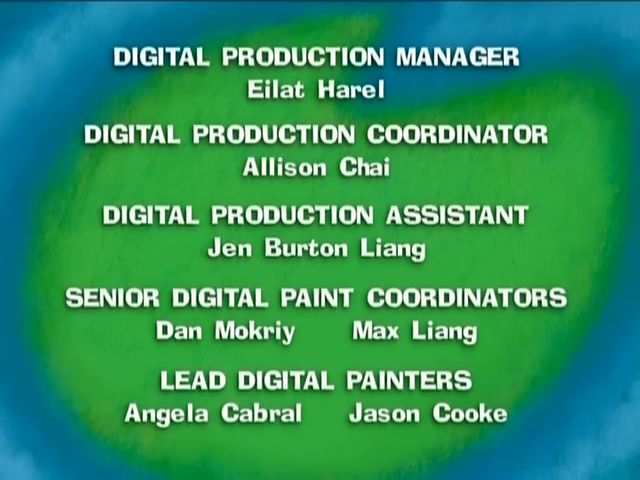 DIGITAL PRODUCTION MANAGER
Eilat Harel
DIGITAL PRODUCTION COORDINATOR
Allison Chai
DIGITAL PRODUCTION ASSISTANT
Jen Burton Liang
SENIOR DIGITAL PAINT COORDINATORS
Dan Mokriy Max Liang
LEAD DIGITAL PAINTERS
Angela Cabral Jason Cooke